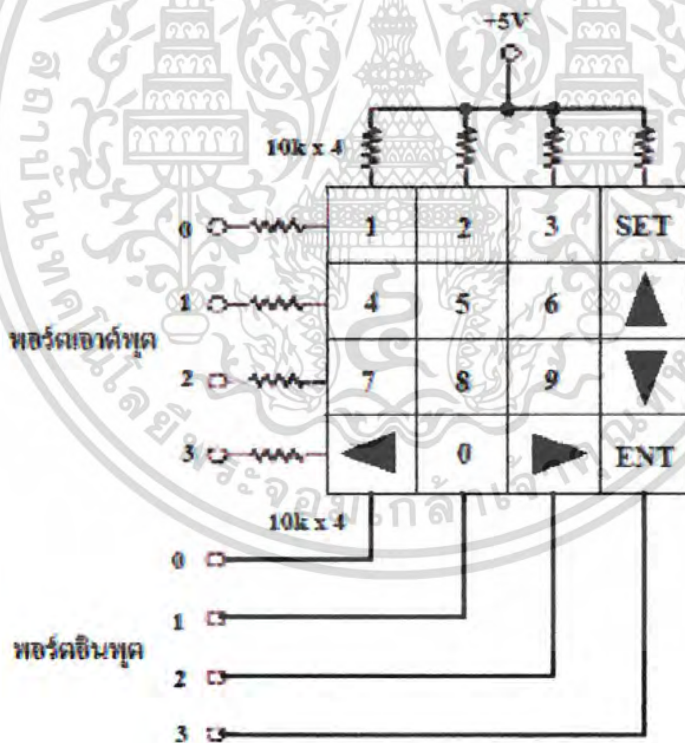 +5V
10k x 4
0 1 2 3 SET
1 4 5 6
พอร์ตเอาต์พุต
2 7 8 9
3 0 ENT
10k x 4
0
1
พอร์ตอินพุต
2
3